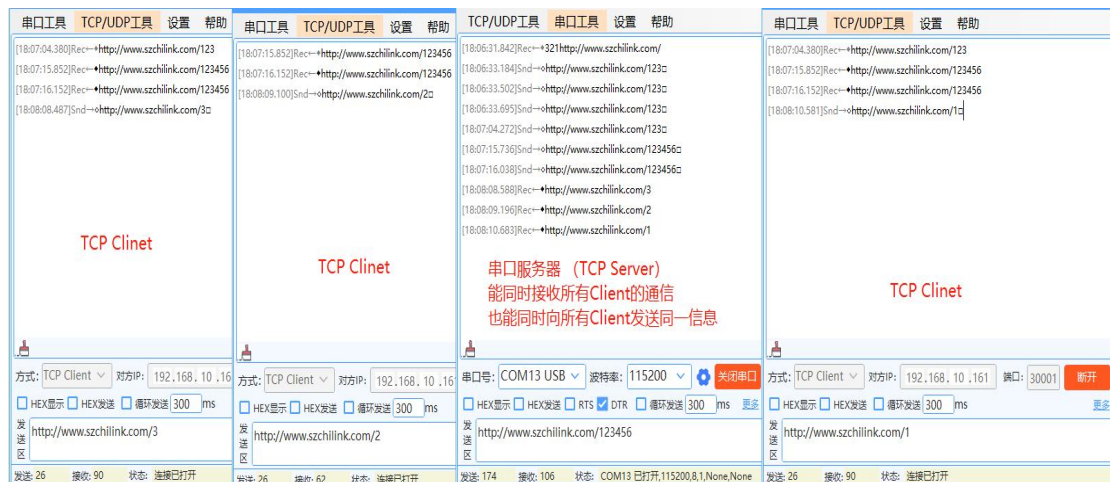 串口工具 TCP/UDP工具 设置 帮助
[18:07:04.380]Rec←♦http://www.szchilink.com/123
[18:07:15.852]Rec←♦http://www.szchilink.com/123456
[18:07:16.152]Rec←♦http://www.szchilink.com/123456
[18:08:08.487]Snd→◇http://www.szchilink.com/3□
TCP Clinet
方式: TCP Client 对方IP: 192.168.10.16
HEX显示 HEX发送 循环发送 300 ms
发送区 http://www.szchilink.com/3
发送: 26 接收: 90 状态: 连接已打开
串口工具 TCP/UDP工具 设置 帮助
[18:07:15.852]Rec←♦http://www.szchilink.com/123456
[18:07:16.152]Rec←♦http://www.szchilink.com/123456
[18:08:09.100]Snd→◇http://www.szchilink.com/2□
TCP Clinet
方式: TCP Client 对方IP: 192.168.10.161
HEX显示 HEX发送 循环发送 300 ms
发送区 http://www.szchilink.com/2
发送: 26 接收: 62 状态: 连接已打开
TCP/UDP工具 串口工具 设置 帮助
[18:06:31.842]Rec←♦321http://www.szchilink.com/
[18:06:33.184]Snd→◇http://www.szchilink.com/123□
[18:06:33.502]Snd→◇http://www.szchilink.com/123□
[18:06:33.695]Snd→◇http://www.szchilink.com/123□
[18:07:04.272]Snd→◇http://www.szchilink.com/123□
[18:07:15.736]Snd→◇http://www.szchilink.com/123456□
[18:07:16.038]Snd→◇http://www.szchilink.com/123456□
[18:08:08.588]Rec←♦http://www.szchilink.com/3
[18:08:09.196]Rec←♦http://www.szchilink.com/2
[18:08:10.683]Rec←♦http://www.szchilink.com/1
串口服务器 （TCP Server）
能同时接收所有Client的通信
也能同时向所有Client发送同一信息
串口号: COM13 USB 波特率: 115200 关闭串口
HEX显示 HEX发送 RTS DTR 循环发送 300 ms 更多
发送区 http://www.szchilink.com/123456
发送: 174 接收: 106 状态: COM13 已打开,115200,8,1,None,None
串口工具 TCP/UDP工具 设置 帮助
[18:07:04.380]Rec←♦http://www.szchilink.com/123
[18:07:15.852]Rec←♦http://www.szchilink.com/123456
[18:07:16.152]Rec←♦http://www.szchilink.com/123456
[18:08:10.581]Snd→◇http://www.szchilink.com/1□
TCP Clinet
方式: TCP Client 对方IP: 192.168.10.161 端口: 30001 断开
HEX显示 HEX发送 循环发送 300 ms 更多
发送区 http://www.szchilink.com/1
发送: 26 接收: 90 状态: 连接已打开